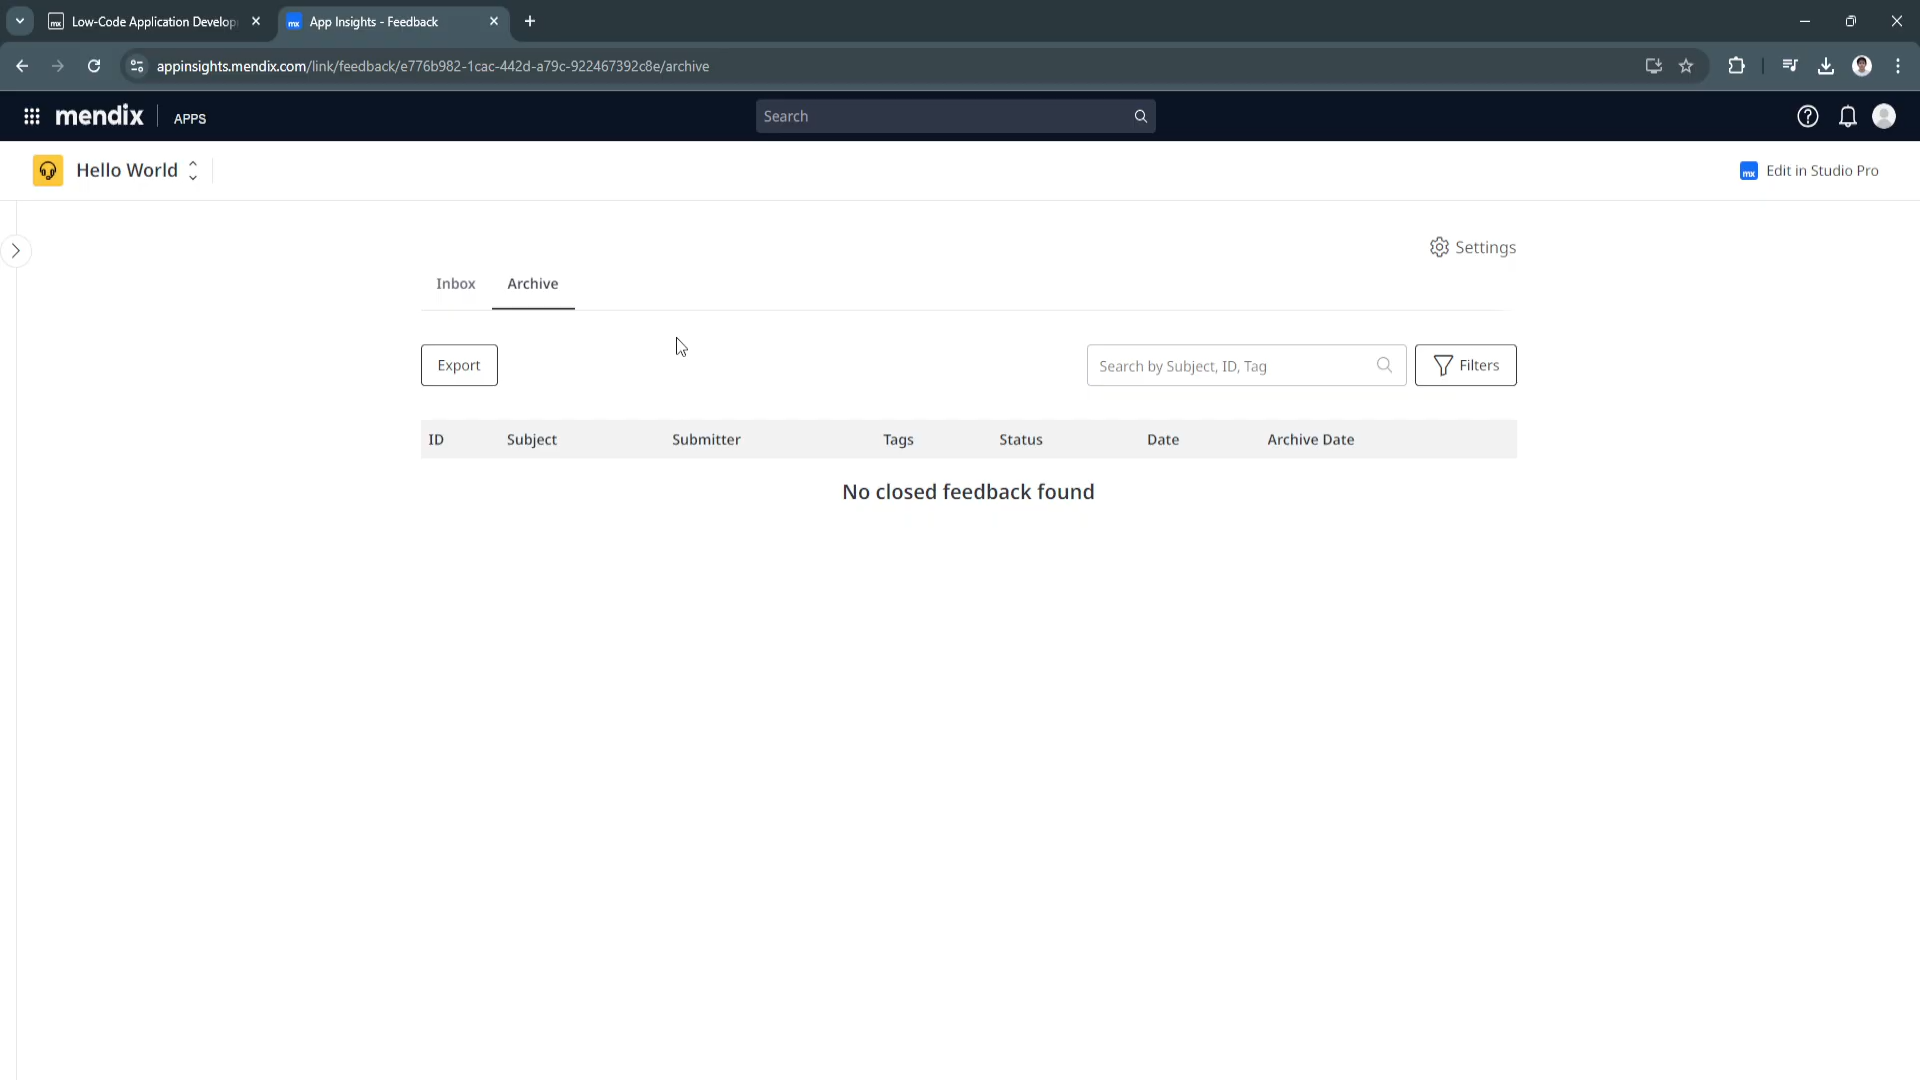 Low-Code Application Develop
App Insights - Feedback
appinsights.mendix.com/link/feedback/e776b982-1cac-442d-a79c-922467392c8e/archive
mendix
APPS
Search
Hello World
mx Edit in Studio Pro
Settings
Inbox
Archive
Export
Search by Subject, ID, Tag
Filters
ID Subject Submitter Tags Status Date Archive Date
No closed feedback found